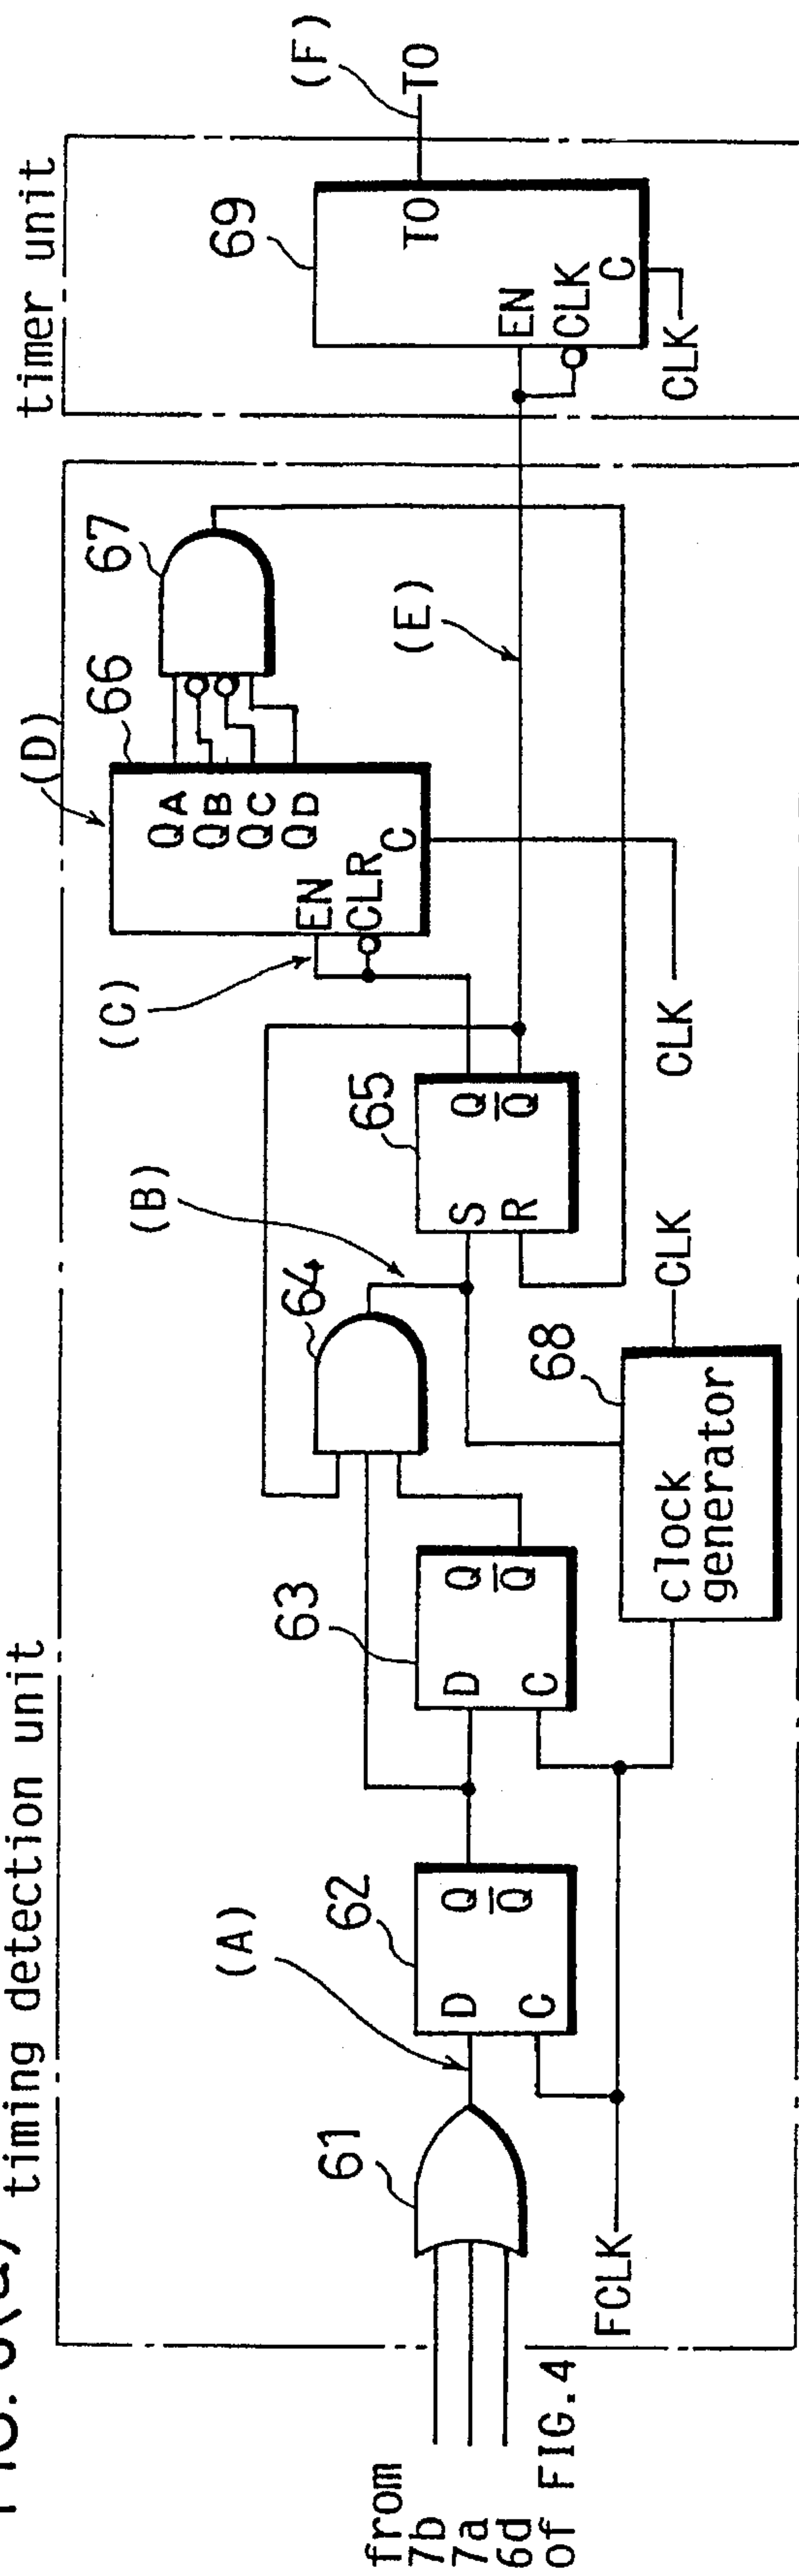 timing detection unit
timer unit
from
7b
7a
6d
of FIG.4
61
(A)
62
D
C
Q
Q
63
D
C
Q
Q
64
(B)
65
S
R
Q
Q
(C)
(D)
66
EN
CLR
C
QA
QB
QC
QD
67
(E)
FCLK
68
clock
generator
CLK
CLK
69
EN
CLK
C
TO
CLK
(F)
TO